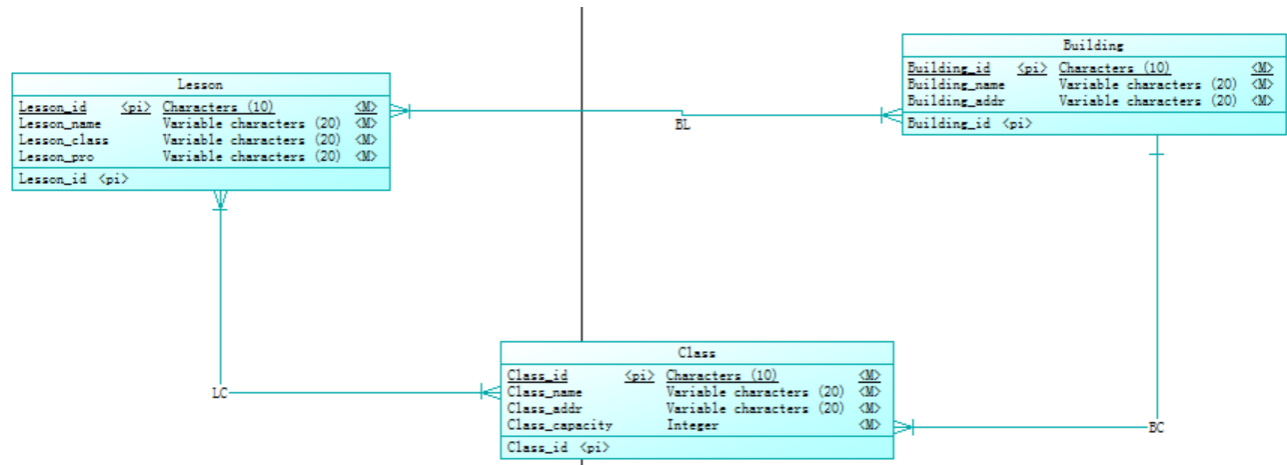 Building
Building_id <pi> Characters (10) <M>
Building_name Variable characters (20) <M>
Building_addr Variable characters (20) <M>
Building_id <pi>
Lesson
Lesson_id <pi> Characters (10) <M>
Lesson_name Variable characters (20) <M>
Lesson_class Variable characters (20) <M>
Lesson_pro Variable characters (20) <M>
Lesson_id <pi>
BL
Class
Class_id <pi> Characters (10) <M>
Class_name Variable characters (20) <M>
Class_addr Variable characters (20) <M>
Class_capacity Integer <M>
Class_id <pi>
LC
BC